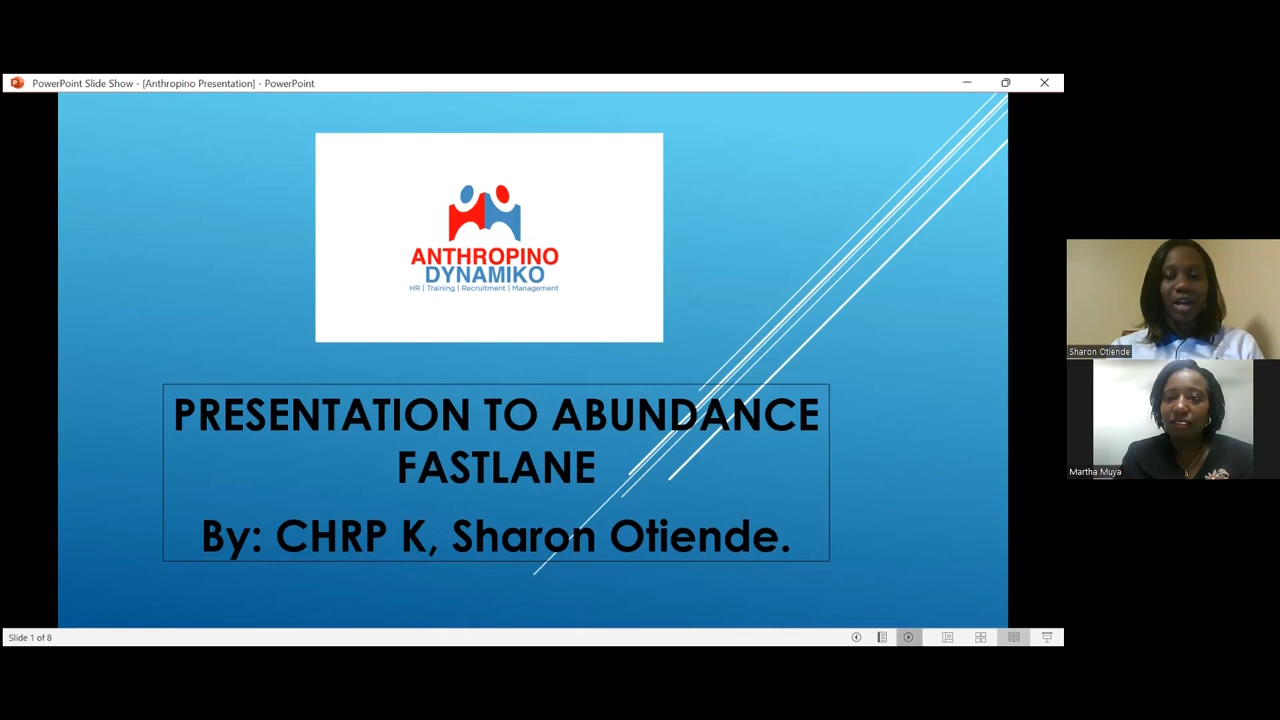 PowerPoint Slide Show - [Anthropino Presentation] - PowerPoint
ANTHROPINO
DYNAMIKO
HR | Training | Recruitment | Management
PRESENTATION TO ABUNDANCE
FASTLANE
By: CHRP K, Sharon Otiende.
Sharon Otiende
Martha Muya
Slide 1 of 8